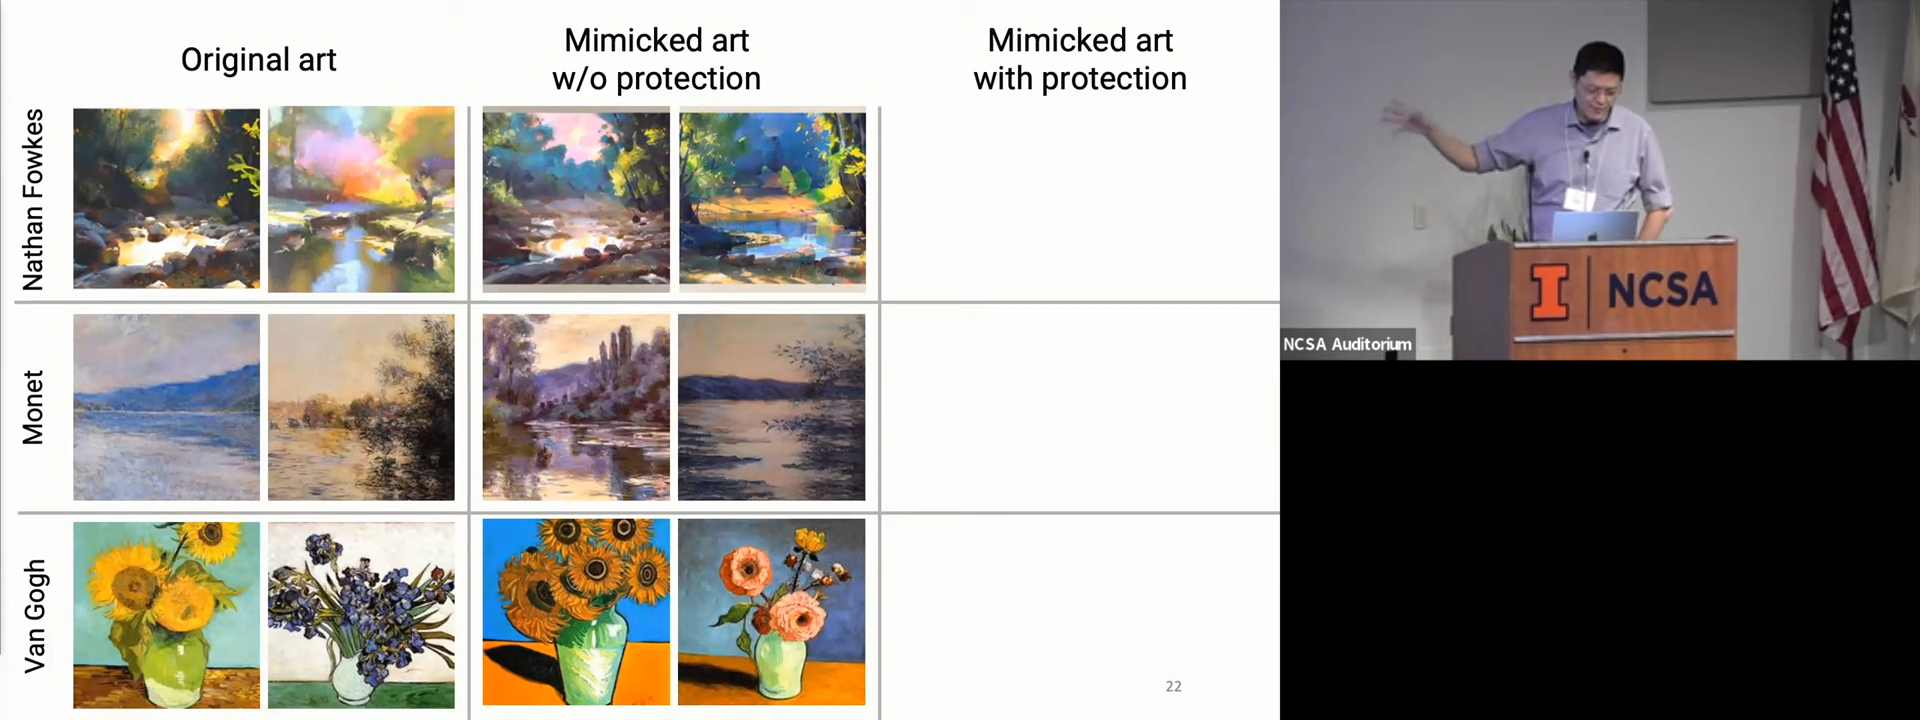 Original art
Mimicked art
w/o protection
Mimicked art
with protection
Nathan Fowkes
Monet
Van Gogh
22
I NCSA
NCSA Auditorium